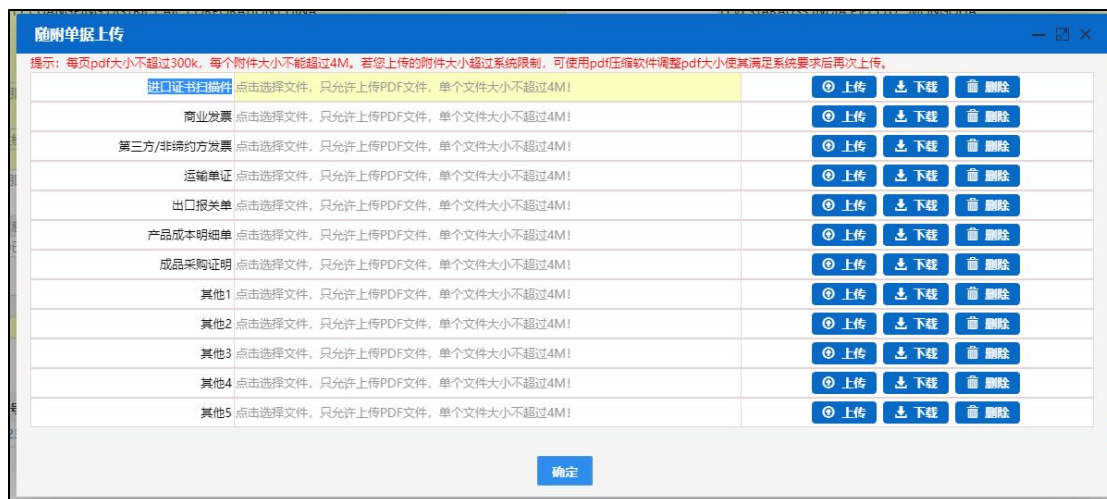 随附单据上传
提示：每页pdf大小不超过300k，每个附件大小不能超过4M。若您上传的附件大小超过系统限制，可使用pdf压缩软件调整pdf大小使其满足系统要求后再次上传。
进口证书扫描件 点击选择文件，只允许上传PDF文件，单个文件大小不超过4M! 上传 下载 删除
商业发票 点击选择文件，只允许上传PDF文件，单个文件大小不超过4M! 上传 下载 删除
第三方/非缔约方发票 点击选择文件，只允许上传PDF文件，单个文件大小不超过4M! 上传 下载 删除
运输单证 点击选择文件，只允许上传PDF文件，单个文件大小不超过4M! 上传 下载 删除
出口报关单 点击选择文件，只允许上传PDF文件，单个文件大小不超过4M! 上传 下载 删除
产品成本明细单 点击选择文件，只允许上传PDF文件，单个文件大小不超过4M! 上传 下载 删除
成品采购证明 点击选择文件，只允许上传PDF文件，单个文件大小不超过4M! 上传 下载 删除
其他1 点击选择文件，只允许上传PDF文件，单个文件大小不超过4M! 上传 下载 删除
其他2 点击选择文件，只允许上传PDF文件，单个文件大小不超过4M! 上传 下载 删除
其他3 点击选择文件，只允许上传PDF文件，单个文件大小不超过4M! 上传 下载 删除
其他4 点击选择文件，只允许上传PDF文件，单个文件大小不超过4M! 上传 下载 删除
其他5 点击选择文件，只允许上传PDF文件，单个文件大小不超过4M! 上传 下载 删除
确定